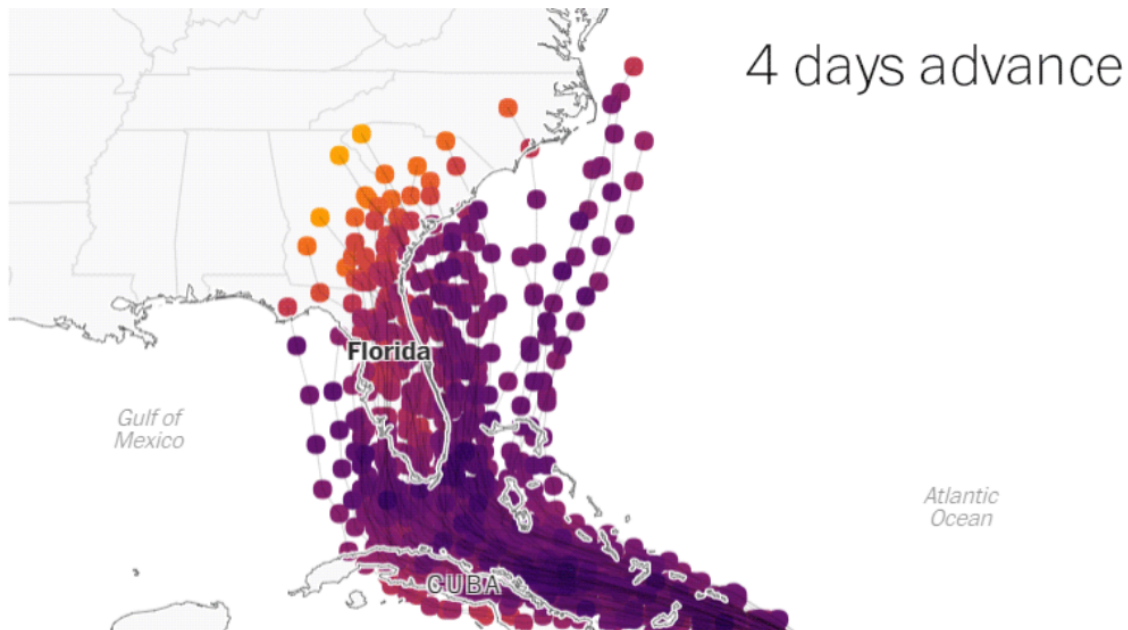 4 days advance
Florida
Gulf of
Mexico
Atlantic
Ocean
CUBA